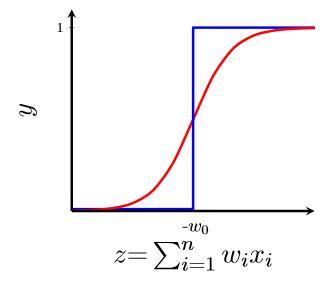 1
y
-w₀
z=∑ⁿᵢ₌₁ wᵢxᵢ